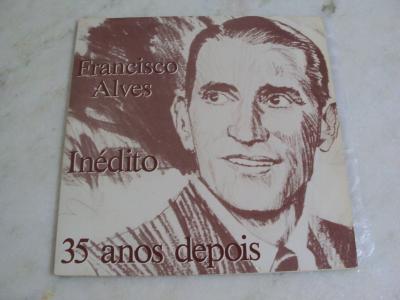 Francisco
Alves
Inédito
35 anos depois